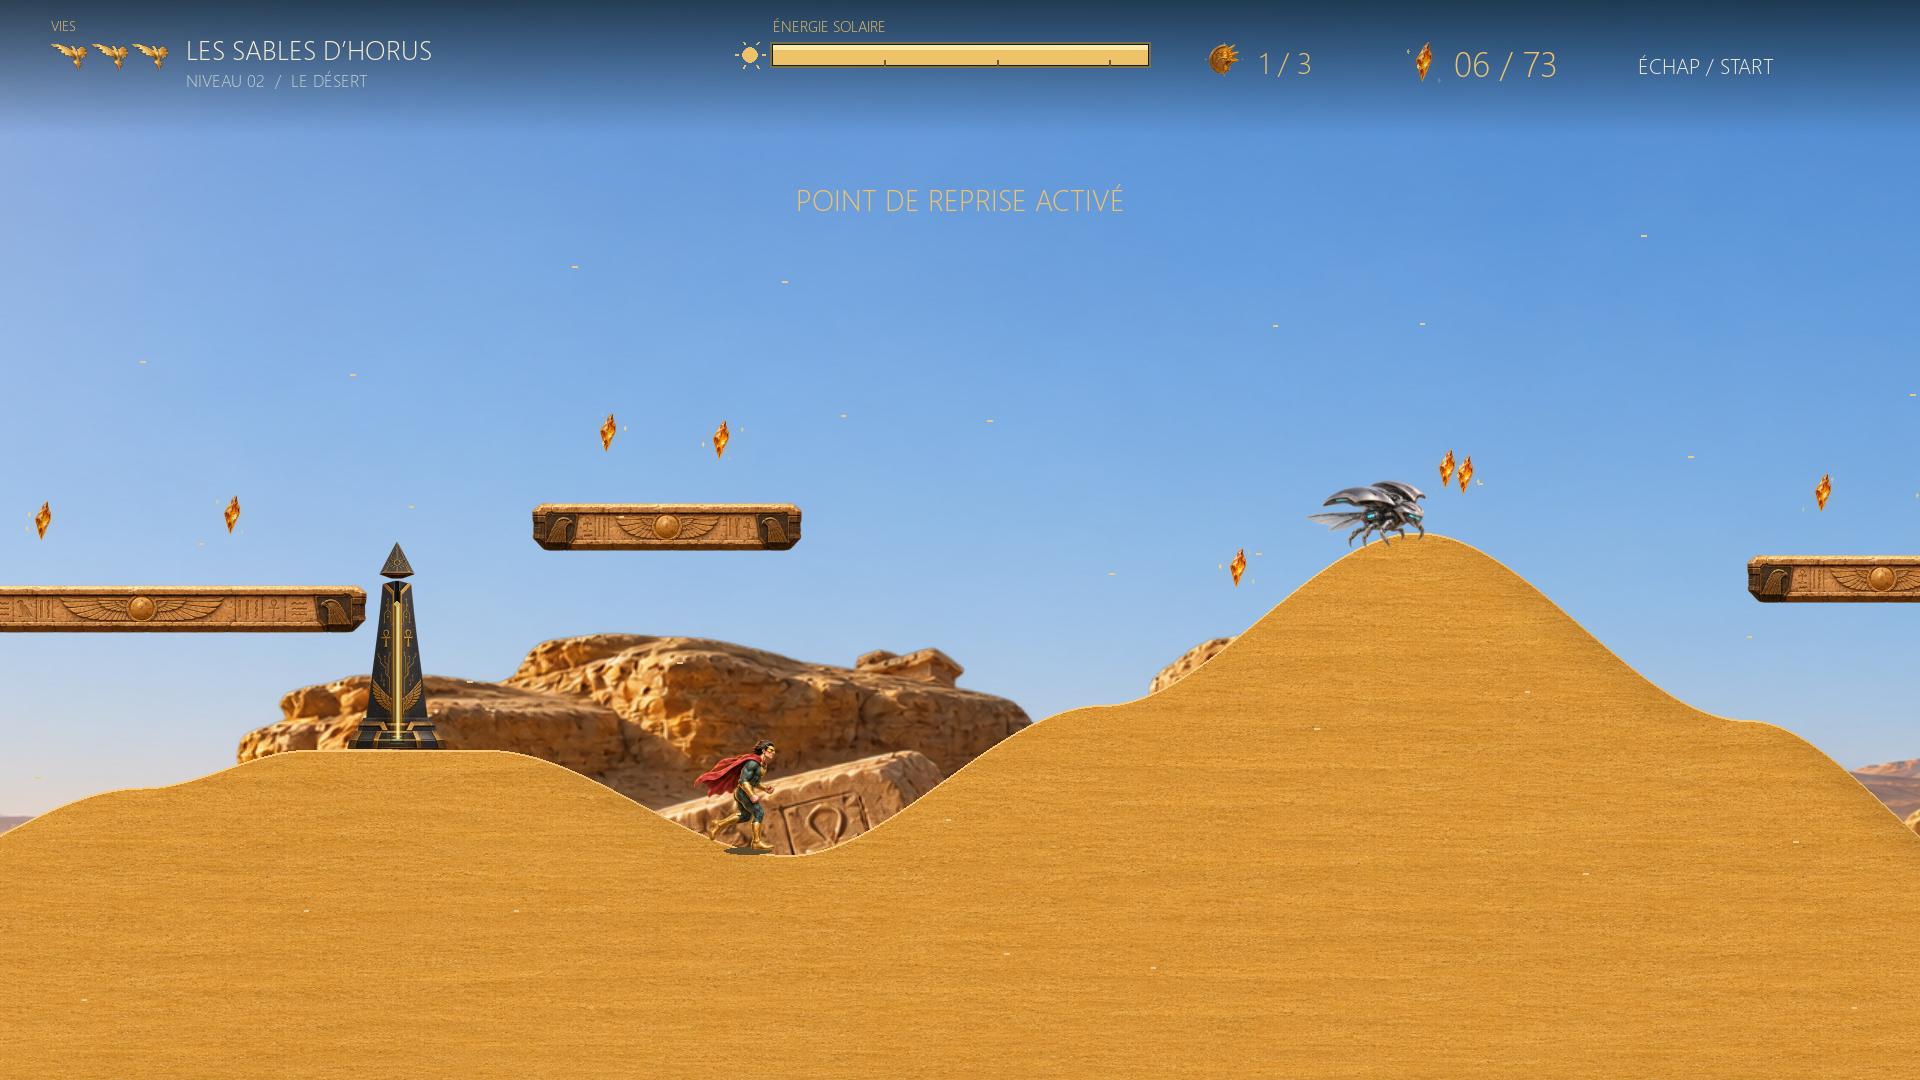 VIES
LES SABLES D’HORUS
NIVEAU 02 / LE DÉSERT
ÉNERGIE SOLAIRE
1 / 3
06 / 73
ÉCHAP / START
POINT DE REPRISE ACTIVÉ